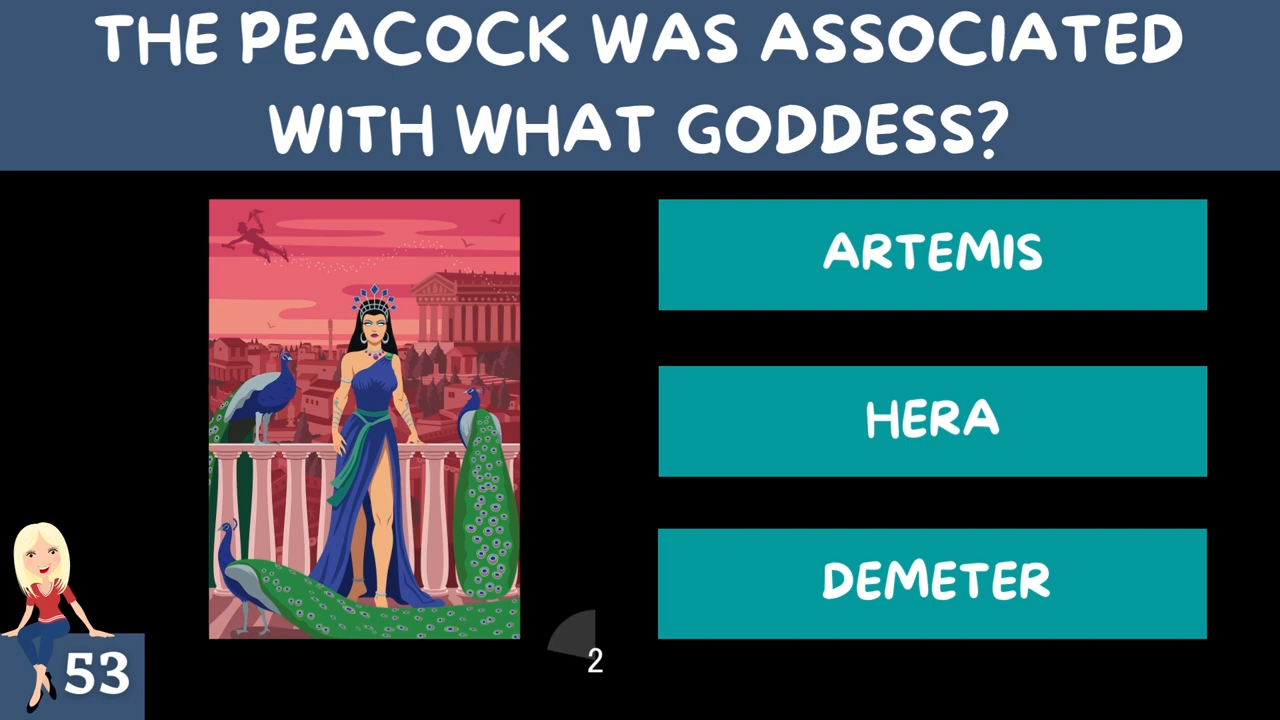 THE PEACOCK WAS ASSOCIATED
WITH WHAT GODDESS?
ARTEMIS
HERA
DEMETER
53
2